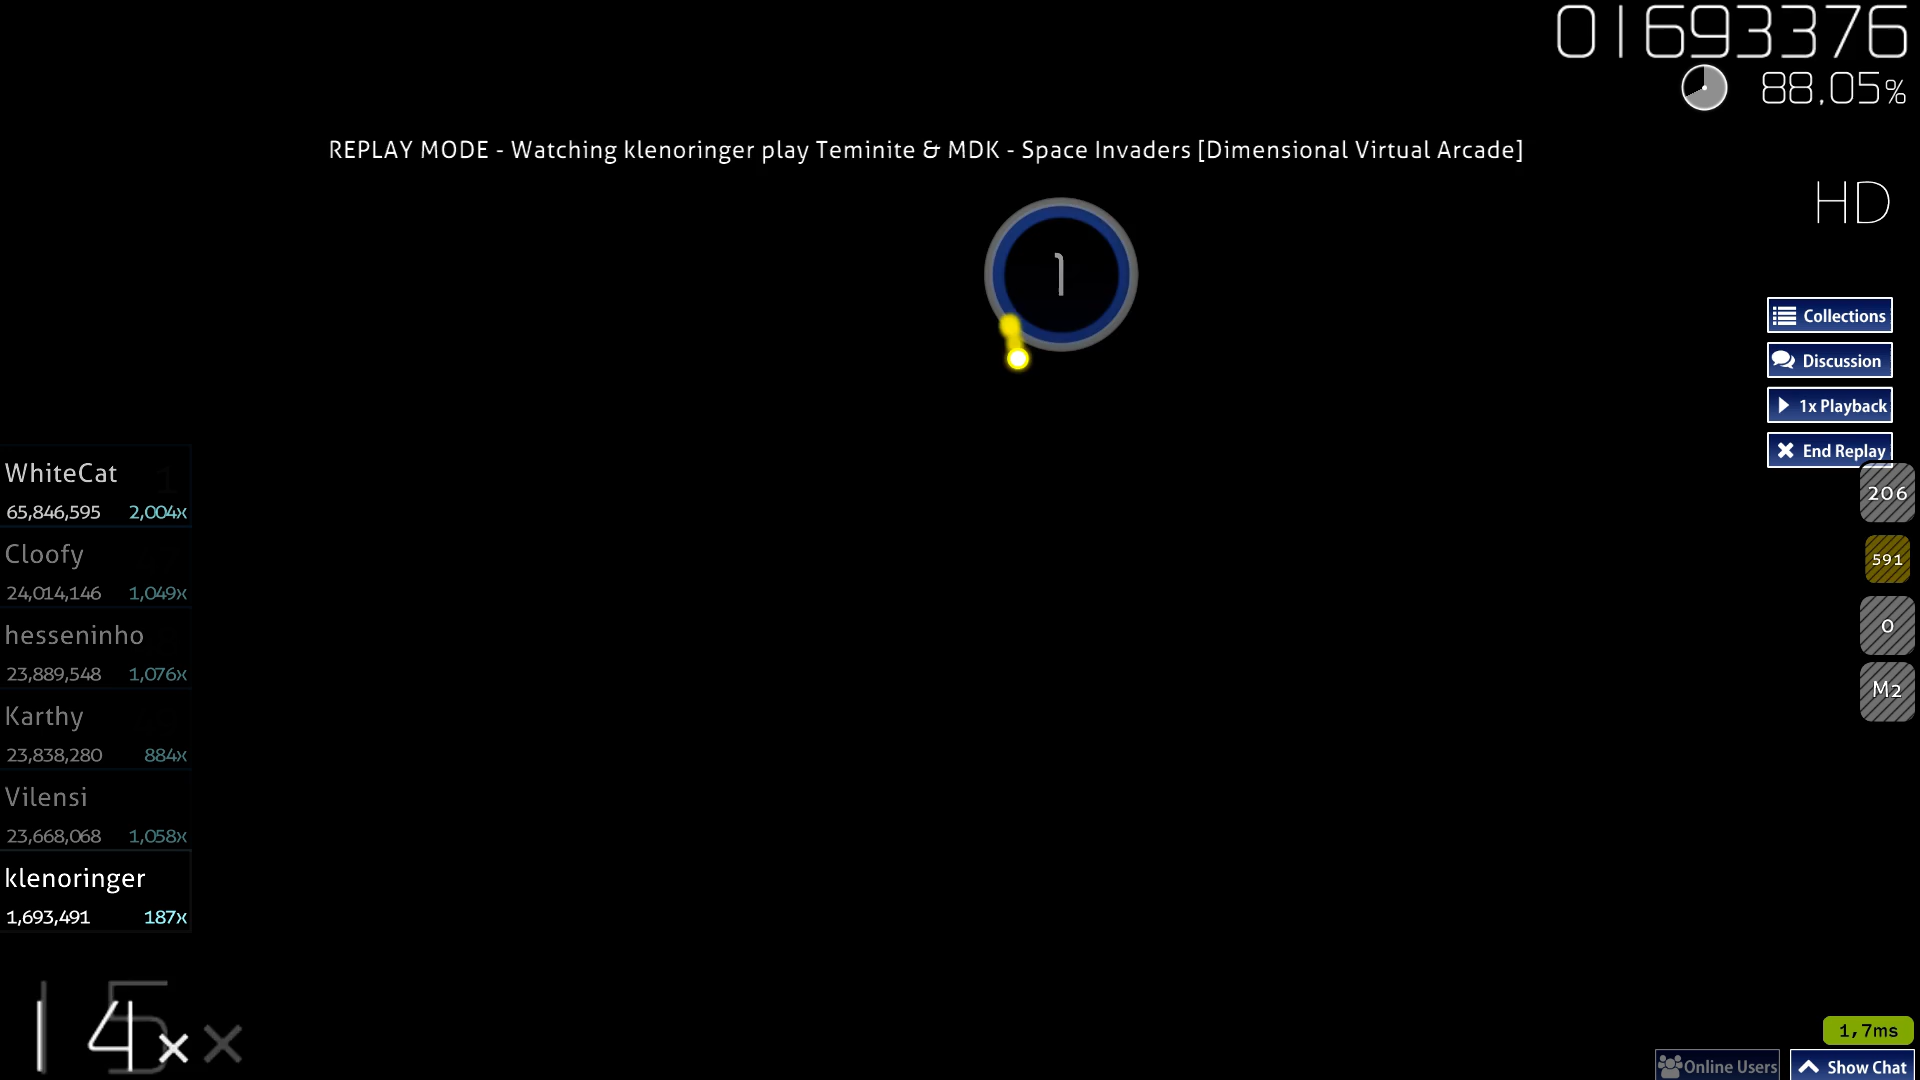 01693376
88.05%
REPLAY MODE - Watching klenoringer play Teminite & MDK - Space Invaders [Dimensional Virtual Arcade]
HD
1
Collections
Discussion
1x Playback
End Replay
206
591
0
M2
WhiteCat 1
65,846,595 2,004x
Cloofy
24,014,146 1,049x
hesseninho
23,889,548 1,076x
Karthy
23,838,280 884x
Vilensi
23,668,068 1,058x
klenoringer
1,693,491 187x
14x
15x
1,7ms
Online Users
Show Chat